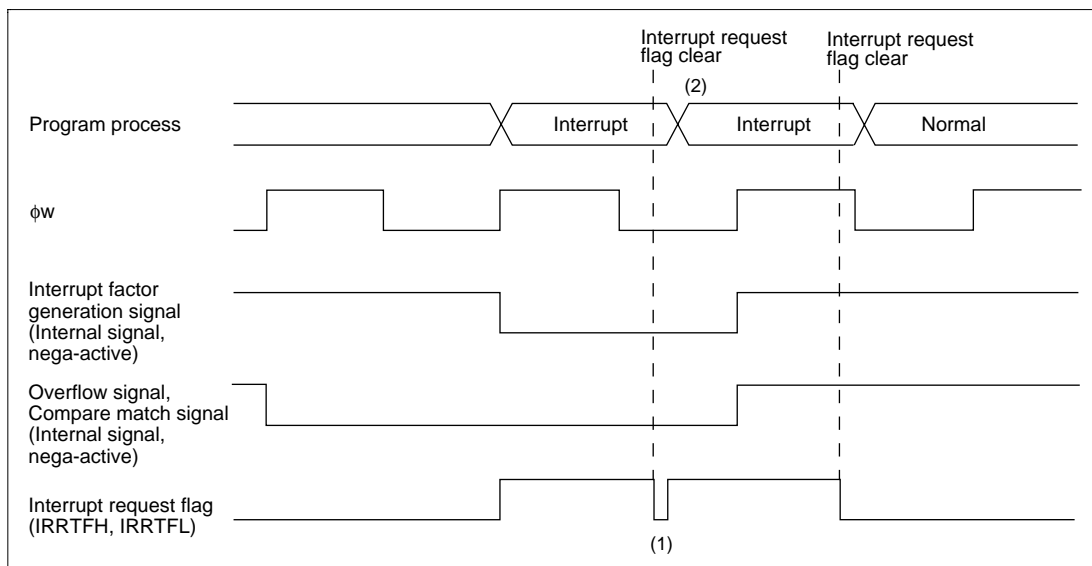 Interrupt request
flag clear
Interrupt request
flag clear
(2)
Program process
Interrupt
Interrupt
Normal
ϕw
Interrupt factor
generation signal
(Internal signal,
nega-active)
Overflow signal,
Compare match signal
(Internal signal,
nega-active)
Interrupt request flag
(IRRTFH, IRRTFL)
(1)